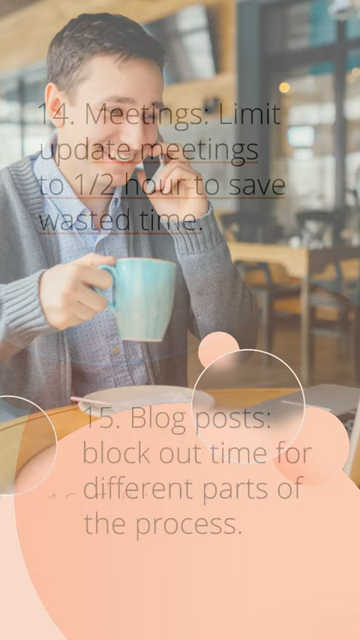 14. Meetings: Limit
update meetings
to 1/2 hour to save
wasted time.
15. Blog posts:
block out time for
different parts of
the process.